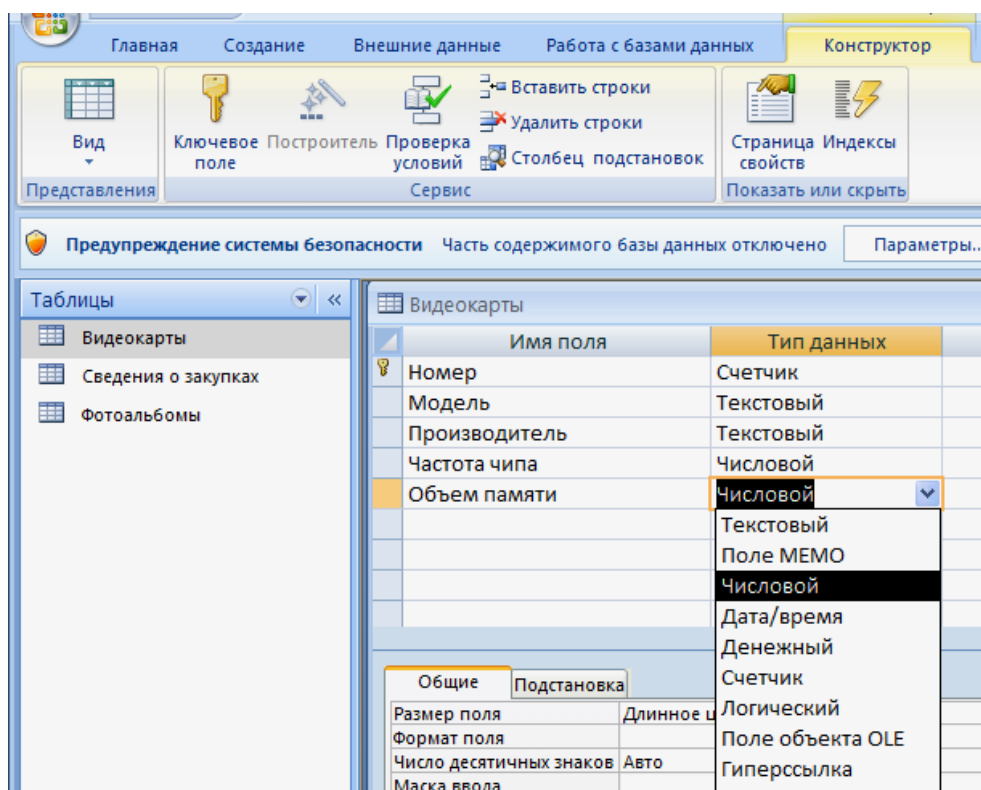 Главная Создание Внешние данные Работа с базами данных Конструктор
Вид
Ключевое поле
Построитель
Проверка условий
Вставить строки
Удалить строки
Столбец подстановок
Страница свойств
Индексы
Представления Сервис Показать или скрыть
Предупреждение системы безопасности Часть содержимого базы данных отключено Параметры...
Таблицы
Видеокарты
Сведения о закупках
Фотоальбомы
Видеокарты
Имя поля Тип данных
Номер Счетчик
Модель Текстовый
Производитель Текстовый
Частота чипа Числовой
Объем памяти Числовой
Текстовый
Поле МЕМО
Числовой
Дата/время
Денежный
Счетчик
Логический
Поле объекта OLE
Гиперссылка
Общие Подстановка
Размер поля Длинное ц
Формат поля
Число десятичных знаков Авто
Маска ввода